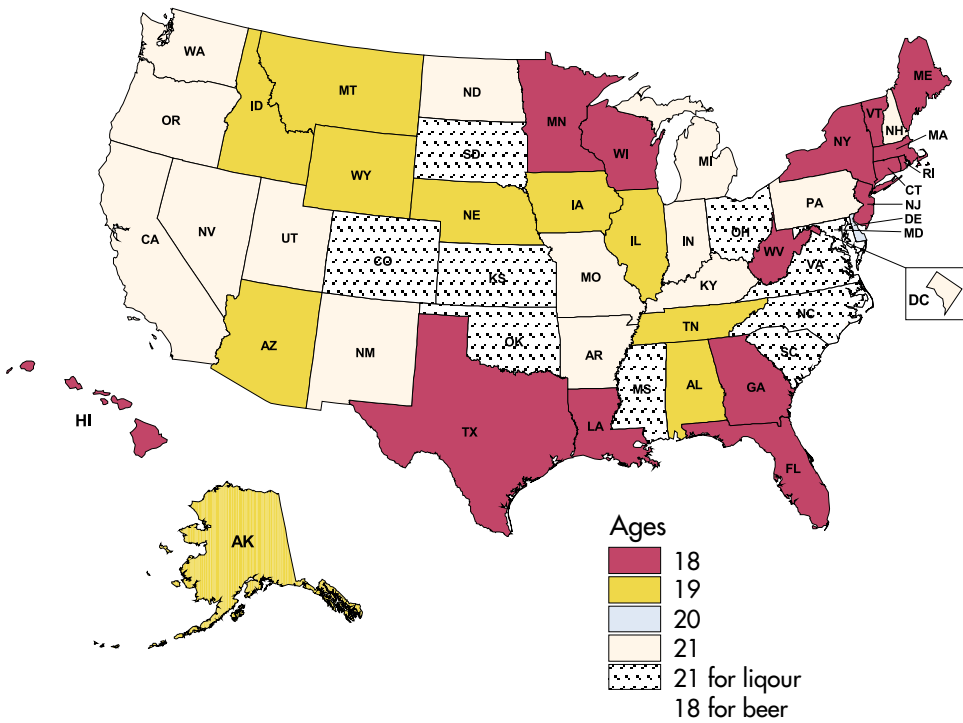 WA
MT
ND
ME
OR
ID
MN
VT
NH
MA
SD
WI
NY
RI
MI
CT
WY
NJ
IA
PA
DE
NE
MD
OH
NV
UT
IL
IN
CA
CO
WV
VA
KS
MO
KY
DC
NC
TN
AZ
OK
NM
AR
SC
MS
AL
GA
HI
TX
LA
FL
AK
Ages
18
19
20
21
21 for liqour
18 for beer